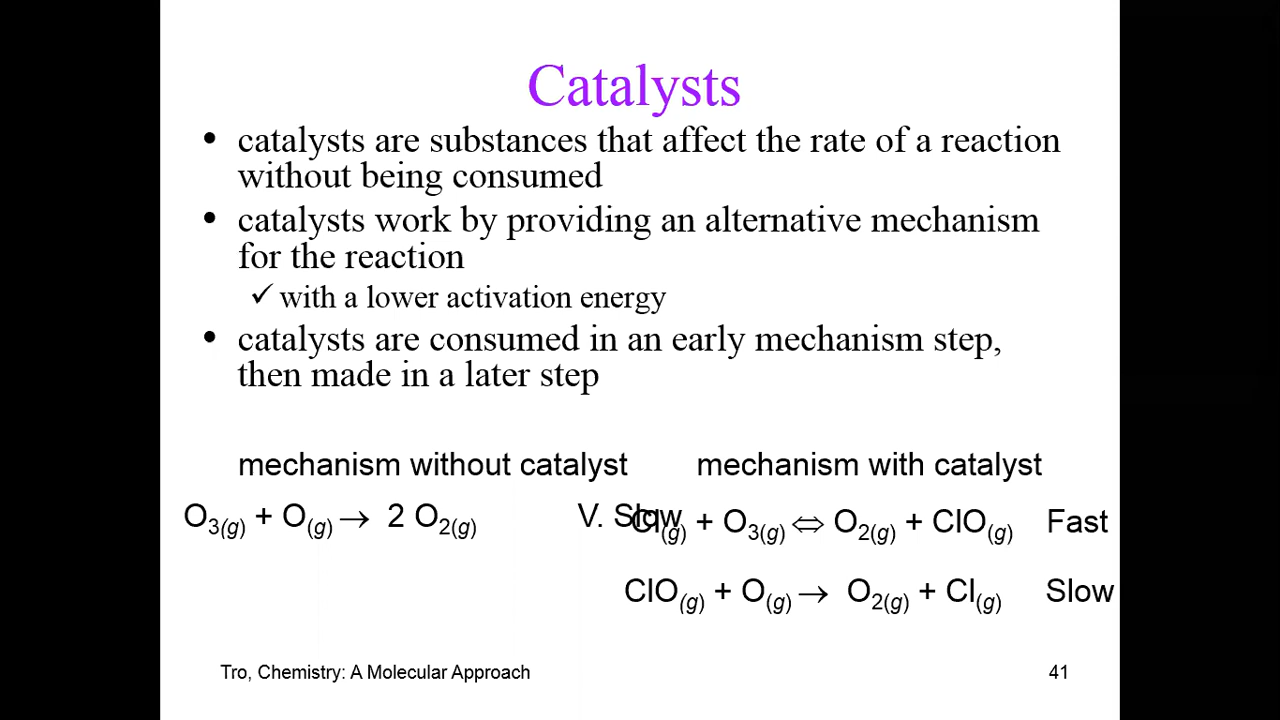 Catalysts
• catalysts are substances that affect the rate of a reaction
without being consumed
• catalysts work by providing an alternative mechanism
for the reaction
✓ with a lower activation energy
• catalysts are consumed in an early mechanism step,
then made in a later step
mechanism without catalyst
O₃(g) + O(g) → 2 O₂(g) V. Slow
mechanism with catalyst
Cl(g) + O₃(g) ⇔ O₂(g) + ClO(g) Fast
ClO(g) + O(g) → O₂(g) + Cl(g) Slow
Tro, Chemistry: A Molecular Approach
41